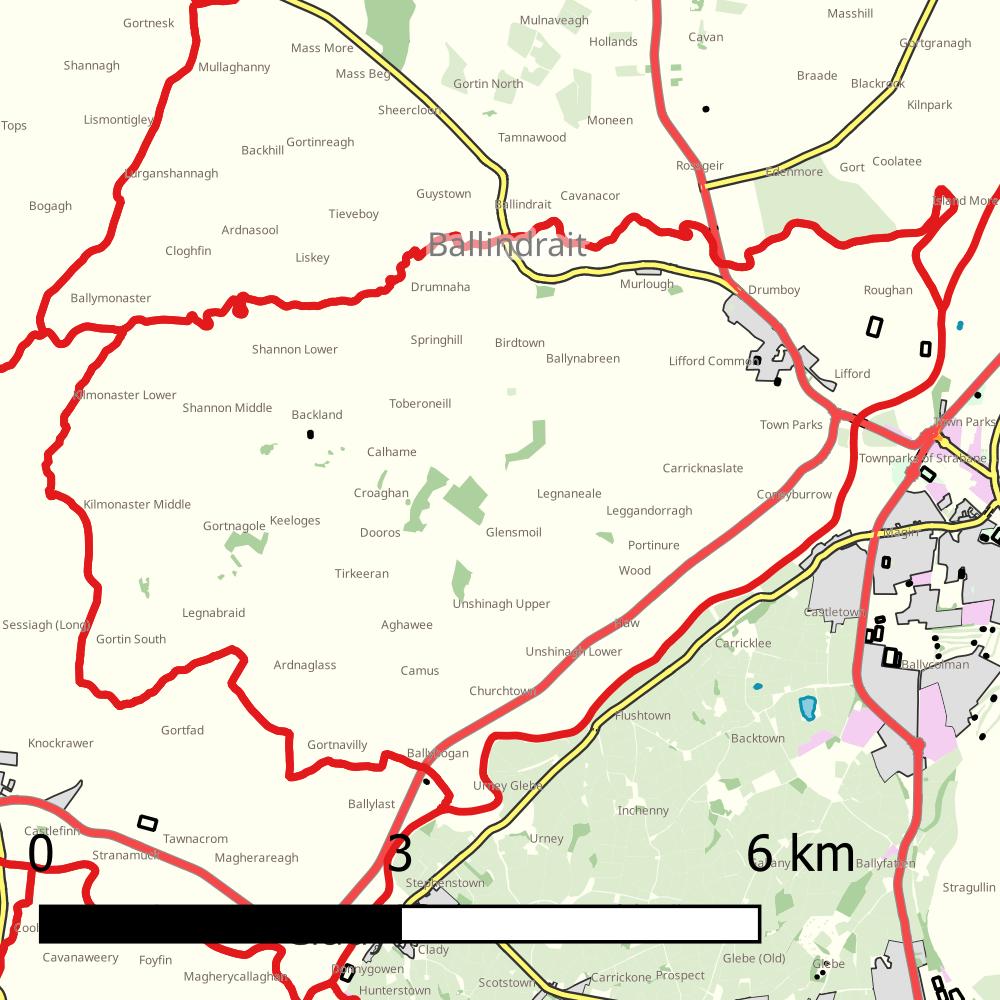 Gortnesk
Mulnaveagh
Masshill
Hollands
Cavan
Gortgranagh
Mass More
Shannagh
Mullaghanny
Mass Beg
Gortin North
Braade
Blackrock
Kilnpark
Sheercloon
Tops
Lismontigley
Moneen
Tamnawood
Backhill
Gortinreagh
Rossgeir
Edenmore
Gort
Coolatee
Lurganshannagh
Guystown
Cavanacor
Island More
Bogagh
Tieveboy
Ballindrait
Ardnasool
Ballindrait
Cloghfin
Liskey
Drumnaha
Murlough
Drumboy
Roughan
Ballymonaster
Shannon Lower
Springhill
Birdtown
Ballynabreen
Lifford Common
Lifford
Kilmonaster Lower
Shannon Middle
Toberoneill
Backland
Town Parks
Town Parks
Calhame
Carricknaslate
Townparks of Strabane
Croaghan
Legnaneale
Coneyburrow
Kilmonaster Middle
Leggandorragh
Gortnagole
Keeloges
Dooros
Glensmoil
Magirr
Portinure
Tirkeeran
Wood
Unshinagh Upper
Legnabraid
Castletown
Sessiagh (Long)
Aghawee
Haw
Gortin South
Carricklee
Unshinagh Lower
Ardnaglass
Camus
Ballycolman
Churchtown
Flushtown
Gortfad
Knockrawer
Gortnavilly
Backtown
Ballybogan
Urney Glebe
Ballylast
Inchenny
Castlefinn
Tawnacrom
Urney
0 3 6 km
Stranamuck
Magherareagh
Ballyfatten
Stephenstown
Stragullin
Clady
Cavanaweery
Foyfin
Glebe (Old)
Glebe
Magherycallaghan
Donnygowen
Scotstown
Carrickone
Prospect
Hunterstown